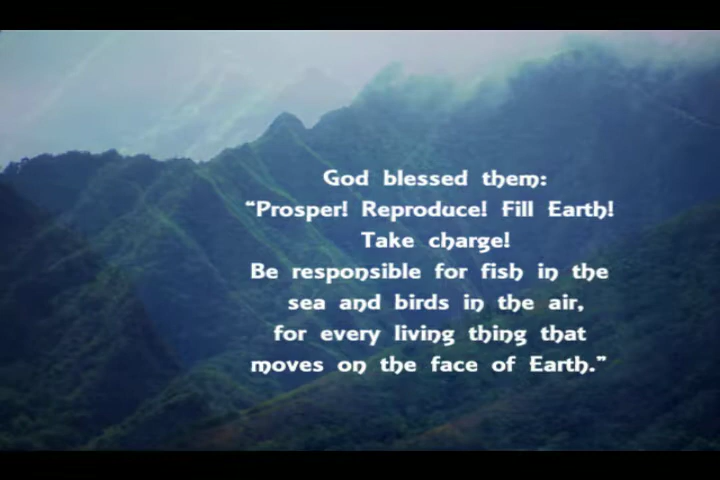 God blessed them:
“Prosper! Reproduce! Fill Earth!
Take charge!
Be responsible for fish in the
sea and birds in the air,
for every living thing that
moves on the face of Earth.”